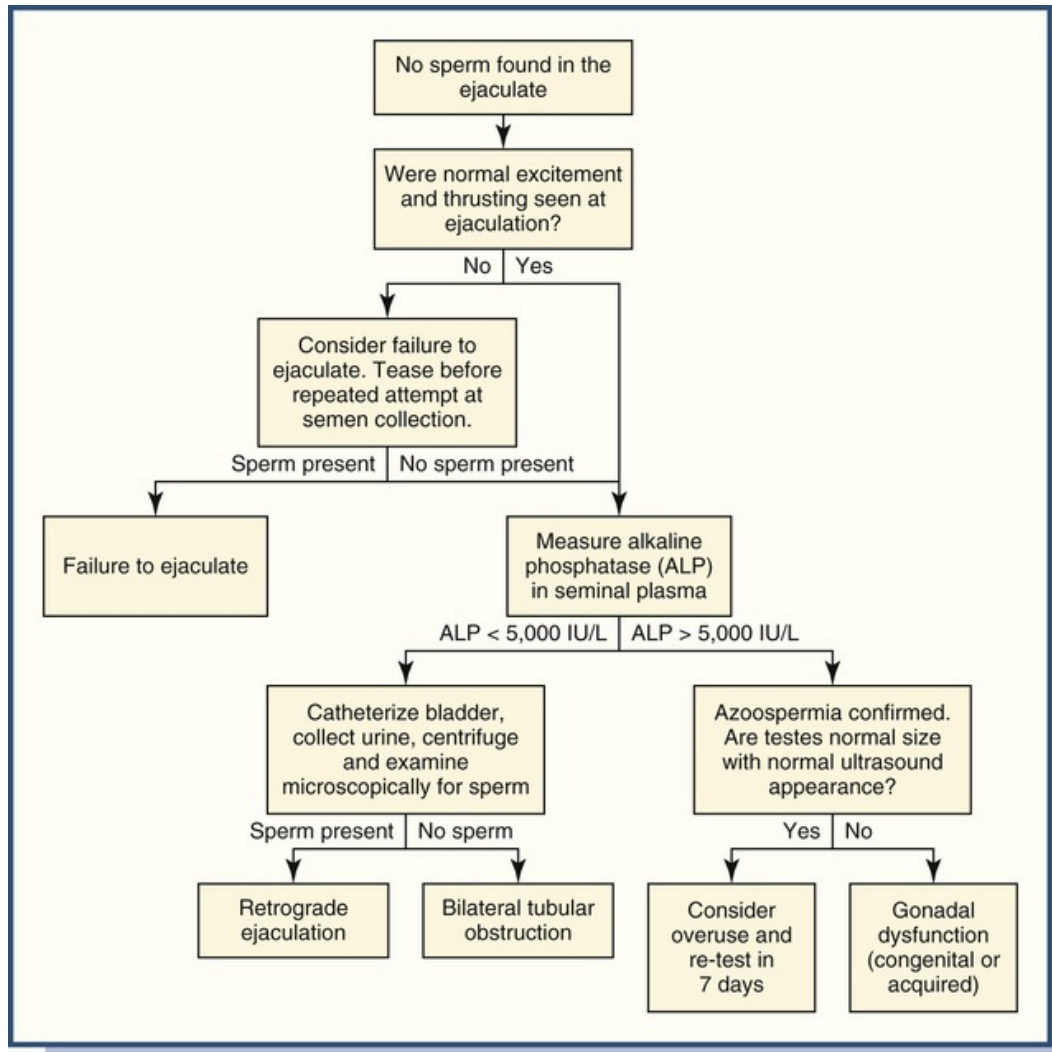 No sperm found in the
ejaculate
Were normal excitement
and thrusting seen at
ejaculation?
No
Yes
Consider failure to
ejaculate. Tease before
repeated attempt at
semen collection.
Sperm present
No sperm present
Failure to ejaculate
Measure alkaline
phosphatase (ALP)
in seminal plasma
ALP < 5,000 IU/L
ALP > 5,000 IU/L
Catheterize bladder,
collect urine, centrifuge
and examine
microscopically for sperm
Azoospermia confirmed.
Are testes normal size
with normal ultrasound
appearance?
Sperm present
No sperm
Yes
No
Retrograde
ejaculation
Bilateral tubular
obstruction
Consider
overuse and
re-test in
7 days
Gonadal
dysfunction
(congenital or
acquired)